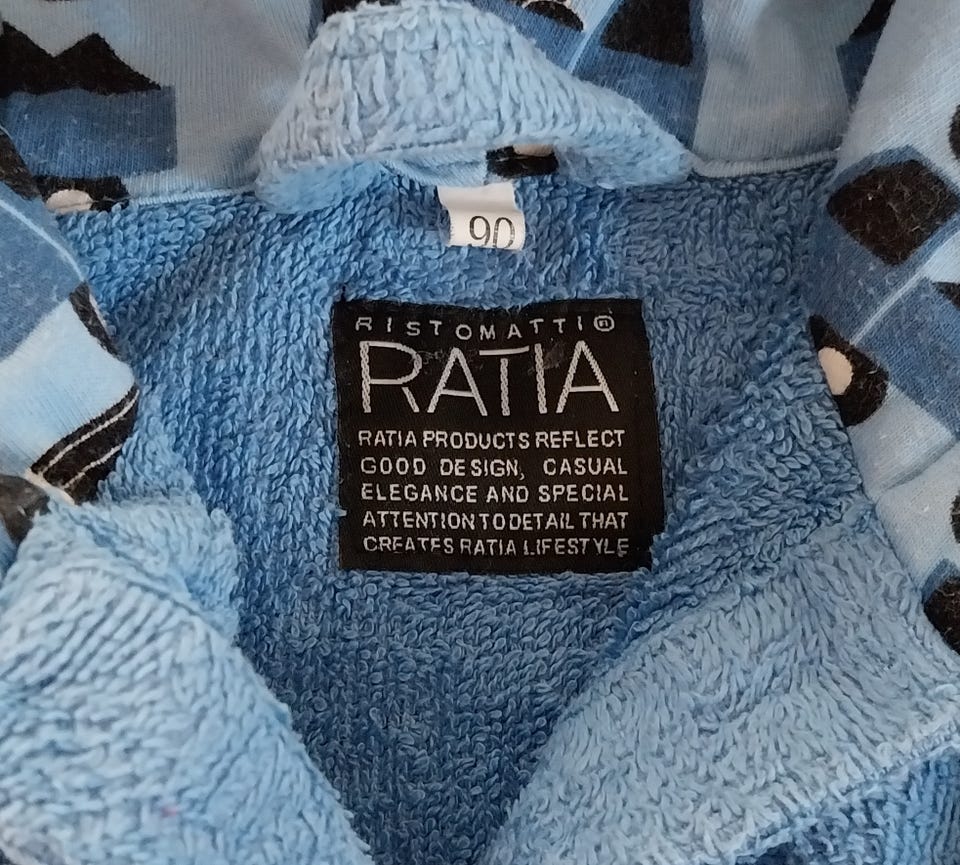 90
RISTOMATTI®
RATIA
RATIA PRODUCTS REFLECT
GOOD DESIGN, CASUAL
ELEGANCE AND SPECIAL
ATTENTION TO DETAIL THAT
CREATES RATIA LIFESTYLE